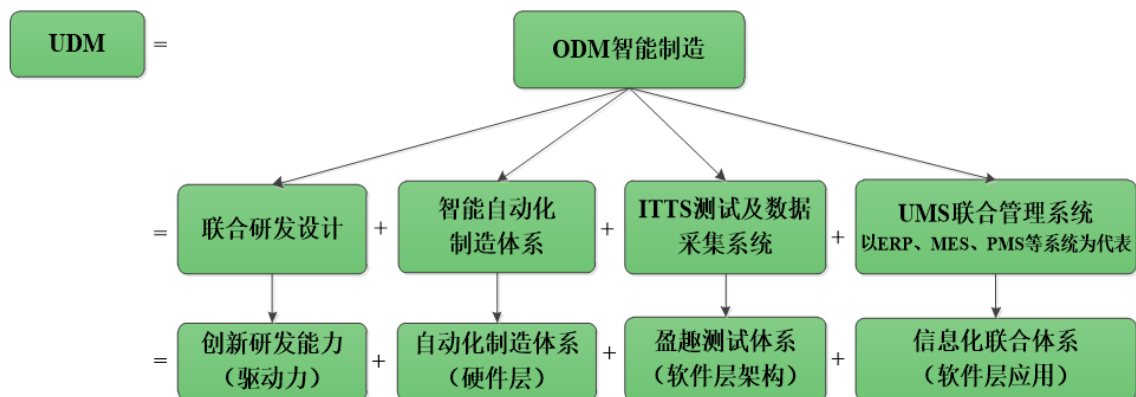 UDM = ODM智能制造
= 联合研发设计 + 智能自动化 + ITTS测试及数据 + UMS联合管理系统
制造体系 采集系统 以ERP、MES、PMS等系统为代表
= 创新研发能力 + 自动化制造体系 + 盈趣测试体系 + 信息化联合体系
（驱动力） （硬件层） （软件层架构） （软件层应用）